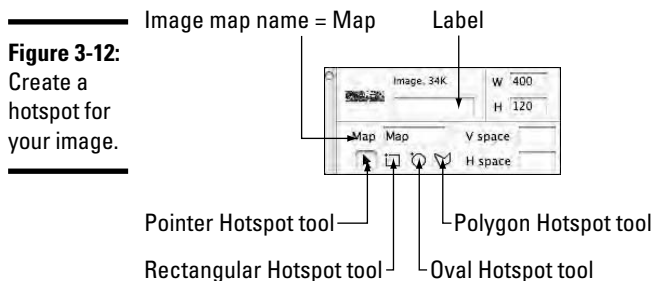 Image map name = Map
Label
Figure 3-12:
Create a
hotspot for
your image.
Image, 34K
W 400
H 120
Map Map
V space
H space
Pointer Hotspot tool
Polygon Hotspot tool
Rectangular Hotspot tool
Oval Hotspot tool